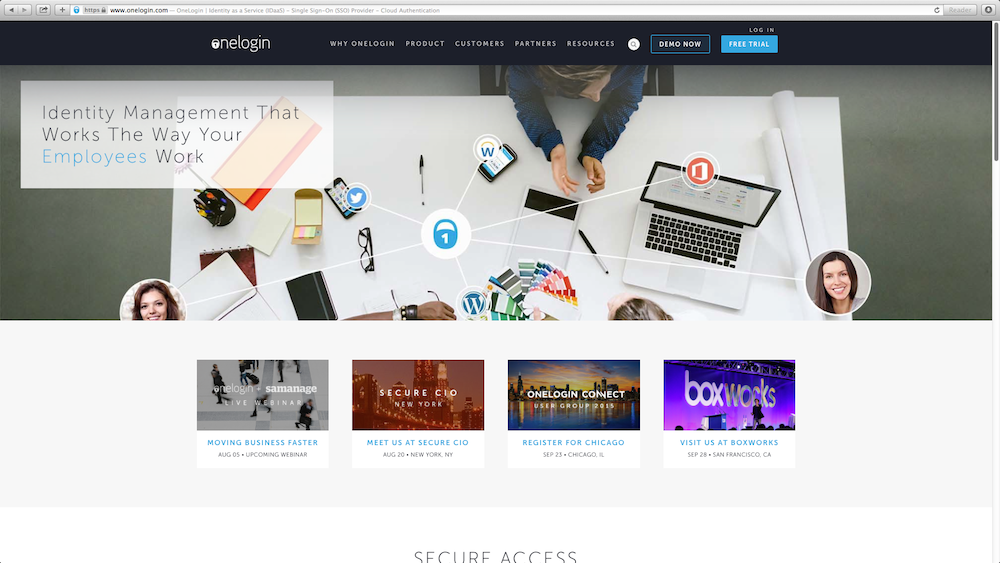 https www.onelogin.com — OneLogin | Identity as a Service (IDaaS) – Single Sign-On (SSO) Provider – Cloud Authentication
Reader
LOG IN
onelogin
WHY ONELOGIN PRODUCT CUSTOMERS PARTNERS RESOURCES DEMO NOW FREE TRIAL
Identity Management That
Works The Way Your
Employees Work
W
1
onelogin + samanage
LIVE WEBINAR
SECURE CIO
NEW YORK
ONELOGIN CONNECT
USER GROUP 2015
boxworks
MOVING BUSINESS FASTER
AUG 05 • UPCOMING WEBINAR
MEET US AT SECURE CIO
AUG 20 • NEW YORK, NY
REGISTER FOR CHICAGO
SEP 23 • CHICAGO, IL
VISIT US AT BOXWORKS
SEP 28 • SAN FRANCISCO, CA
SECURE ACCESS